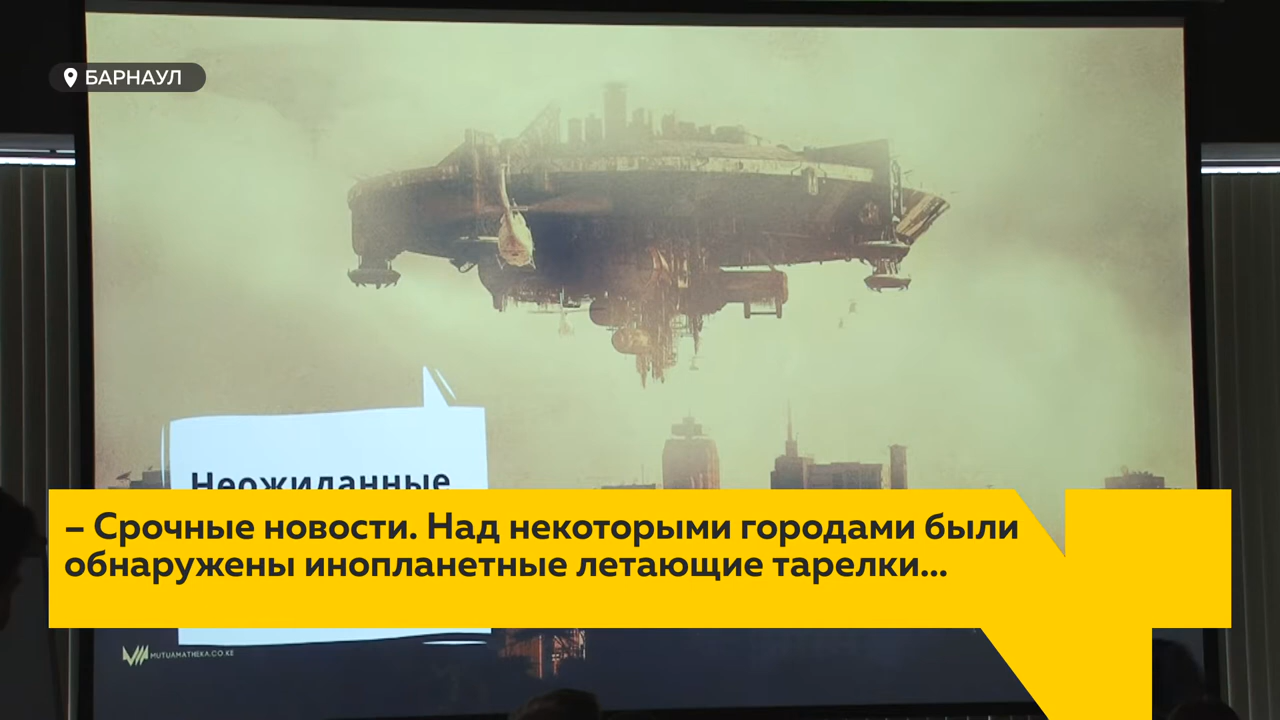 БАРНАУЛ
Неожиданные
– Срочные новости. Над некоторыми городами были
обнаружены инопланетные летающие тарелки...
MUTUAMATHEKA.CO.KE